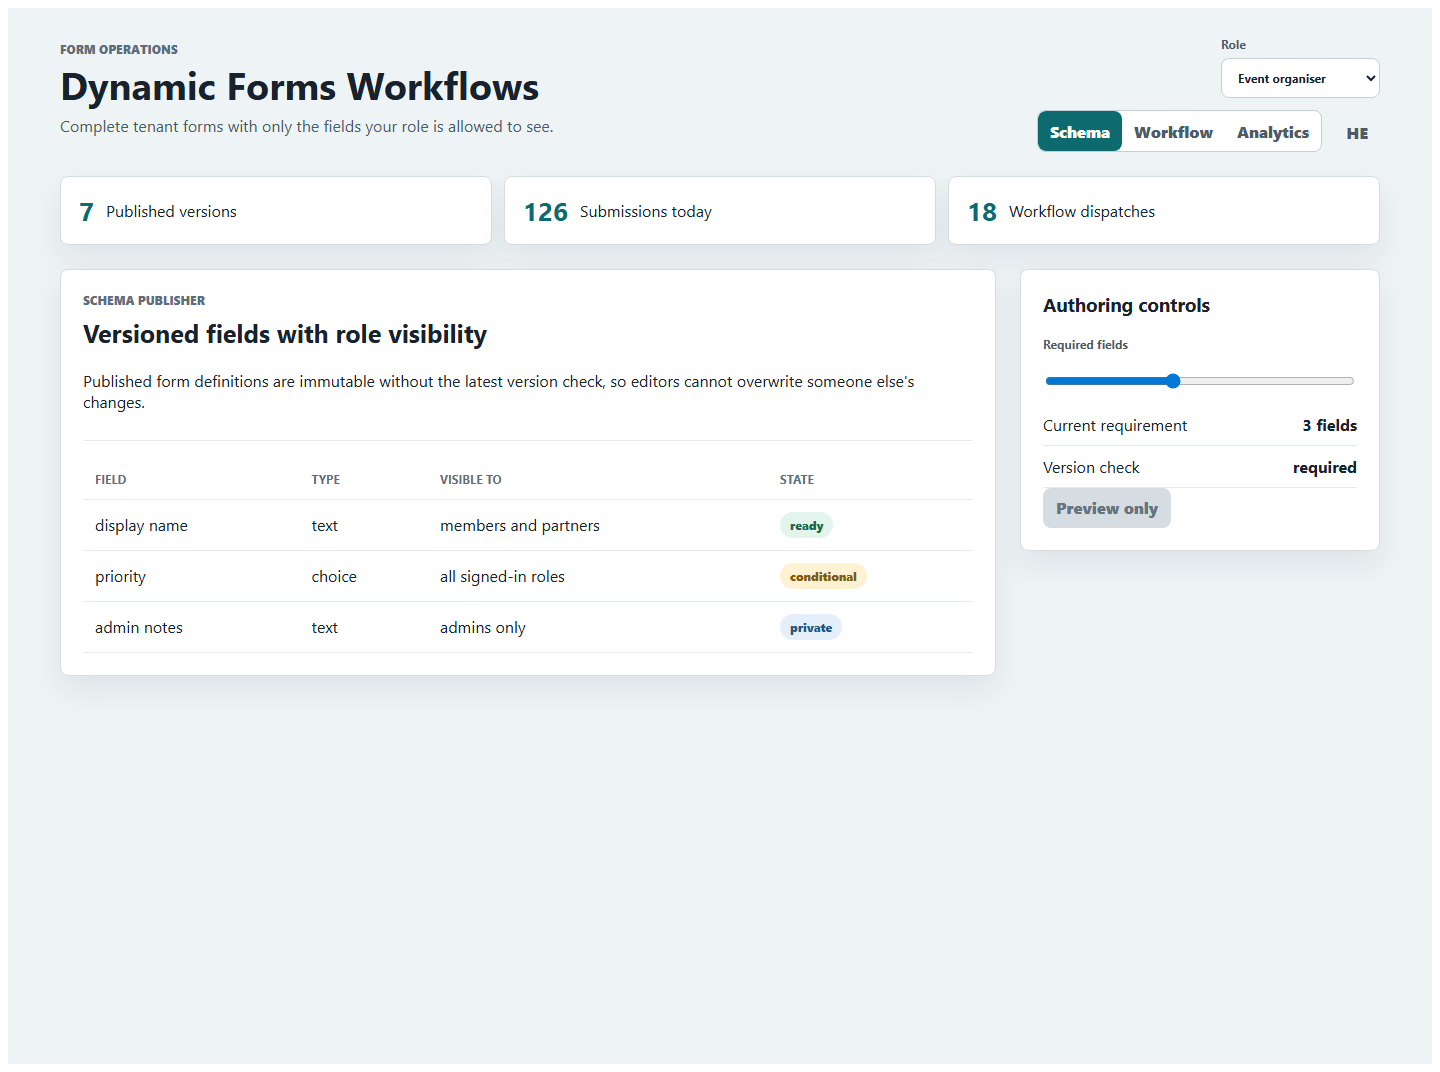 FORM OPERATIONS
Dynamic Forms Workflows
Complete tenant forms with only the fields your role is allowed to see.
Role
Event organiser
Schema
Workflow
Analytics
HE
7 Published versions
126 Submissions today
18 Workflow dispatches
SCHEMA PUBLISHER
Versioned fields with role visibility
Published form definitions are immutable without the latest version check, so editors cannot overwrite someone else's
changes.
FIELD TYPE VISIBLE TO STATE
display name text members and partners ready
priority choice all signed-in roles conditional
admin notes text admins only private
Authoring controls
Required fields
Current requirement 3 fields
Version check required
Preview only